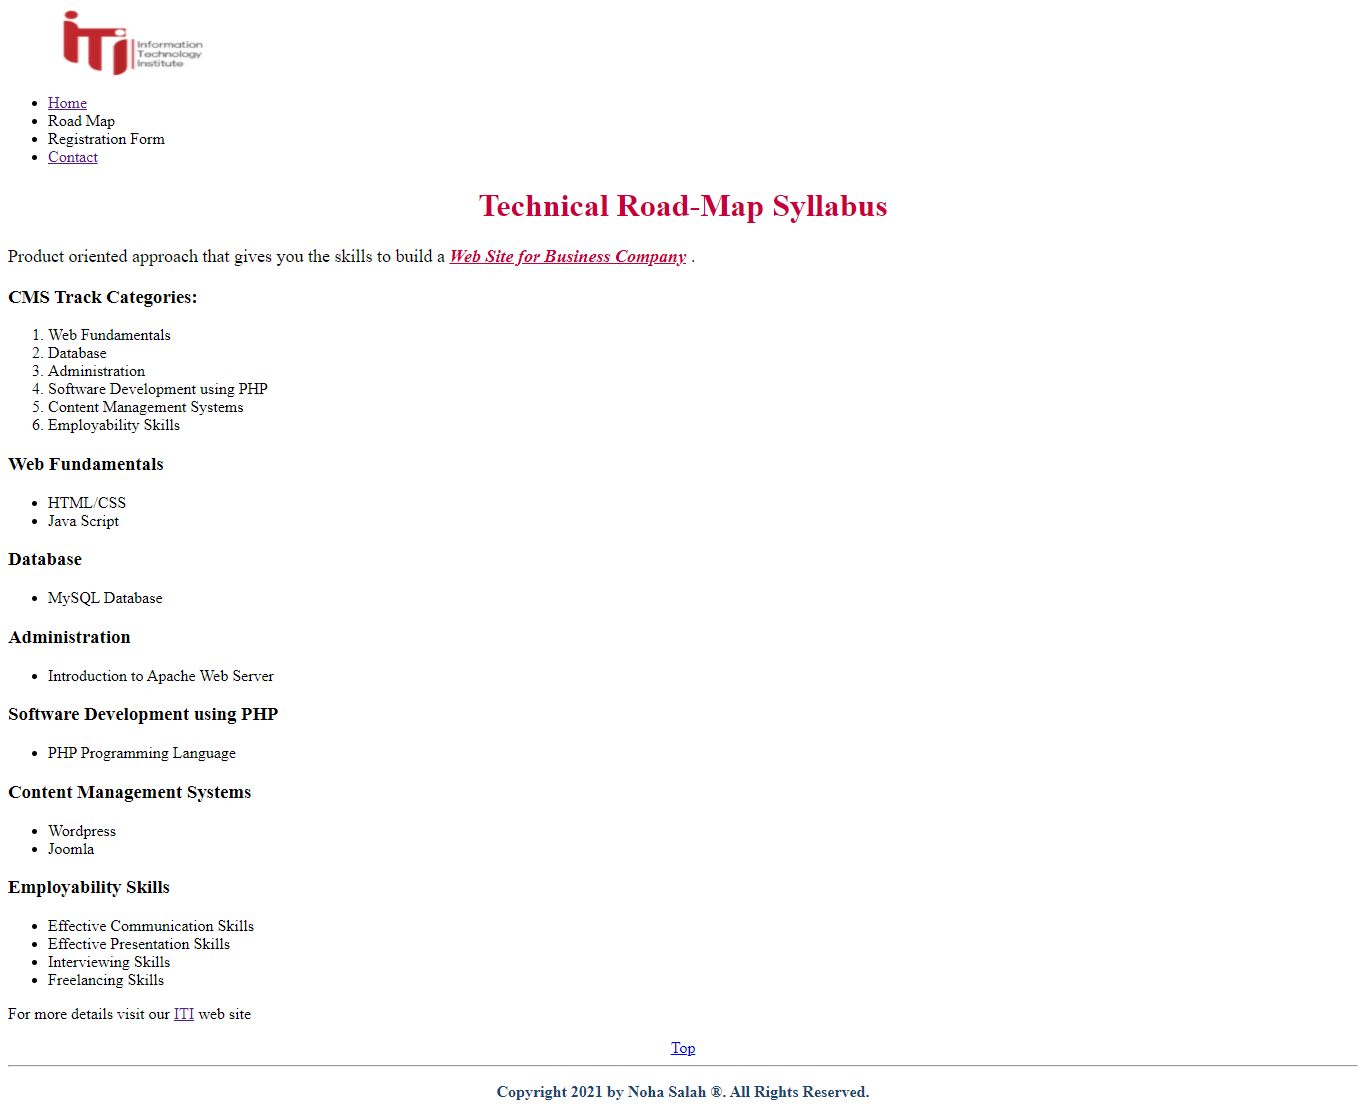 iTi Information
Technology
Institute
Home
Road Map
Registration Form
Contact
Technical Road-Map Syllabus
Product oriented approach that gives you the skills to build a Web Site for Business Company .
CMS Track Categories:
1. Web Fundamentals
2. Database
3. Administration
4. Software Development using PHP
5. Content Management Systems
6. Employability Skills
Web Fundamentals
HTML/CSS
Java Script
Database
MySQL Database
Administration
Introduction to Apache Web Server
Software Development using PHP
PHP Programming Language
Content Management Systems
Wordpress
Joomla
Employability Skills
Effective Communication Skills
Effective Presentation Skills
Interviewing Skills
Freelancing Skills
For more details visit our ITI web site
Top
Copyright 2021 by Noha Salah ®. All Rights Reserved.